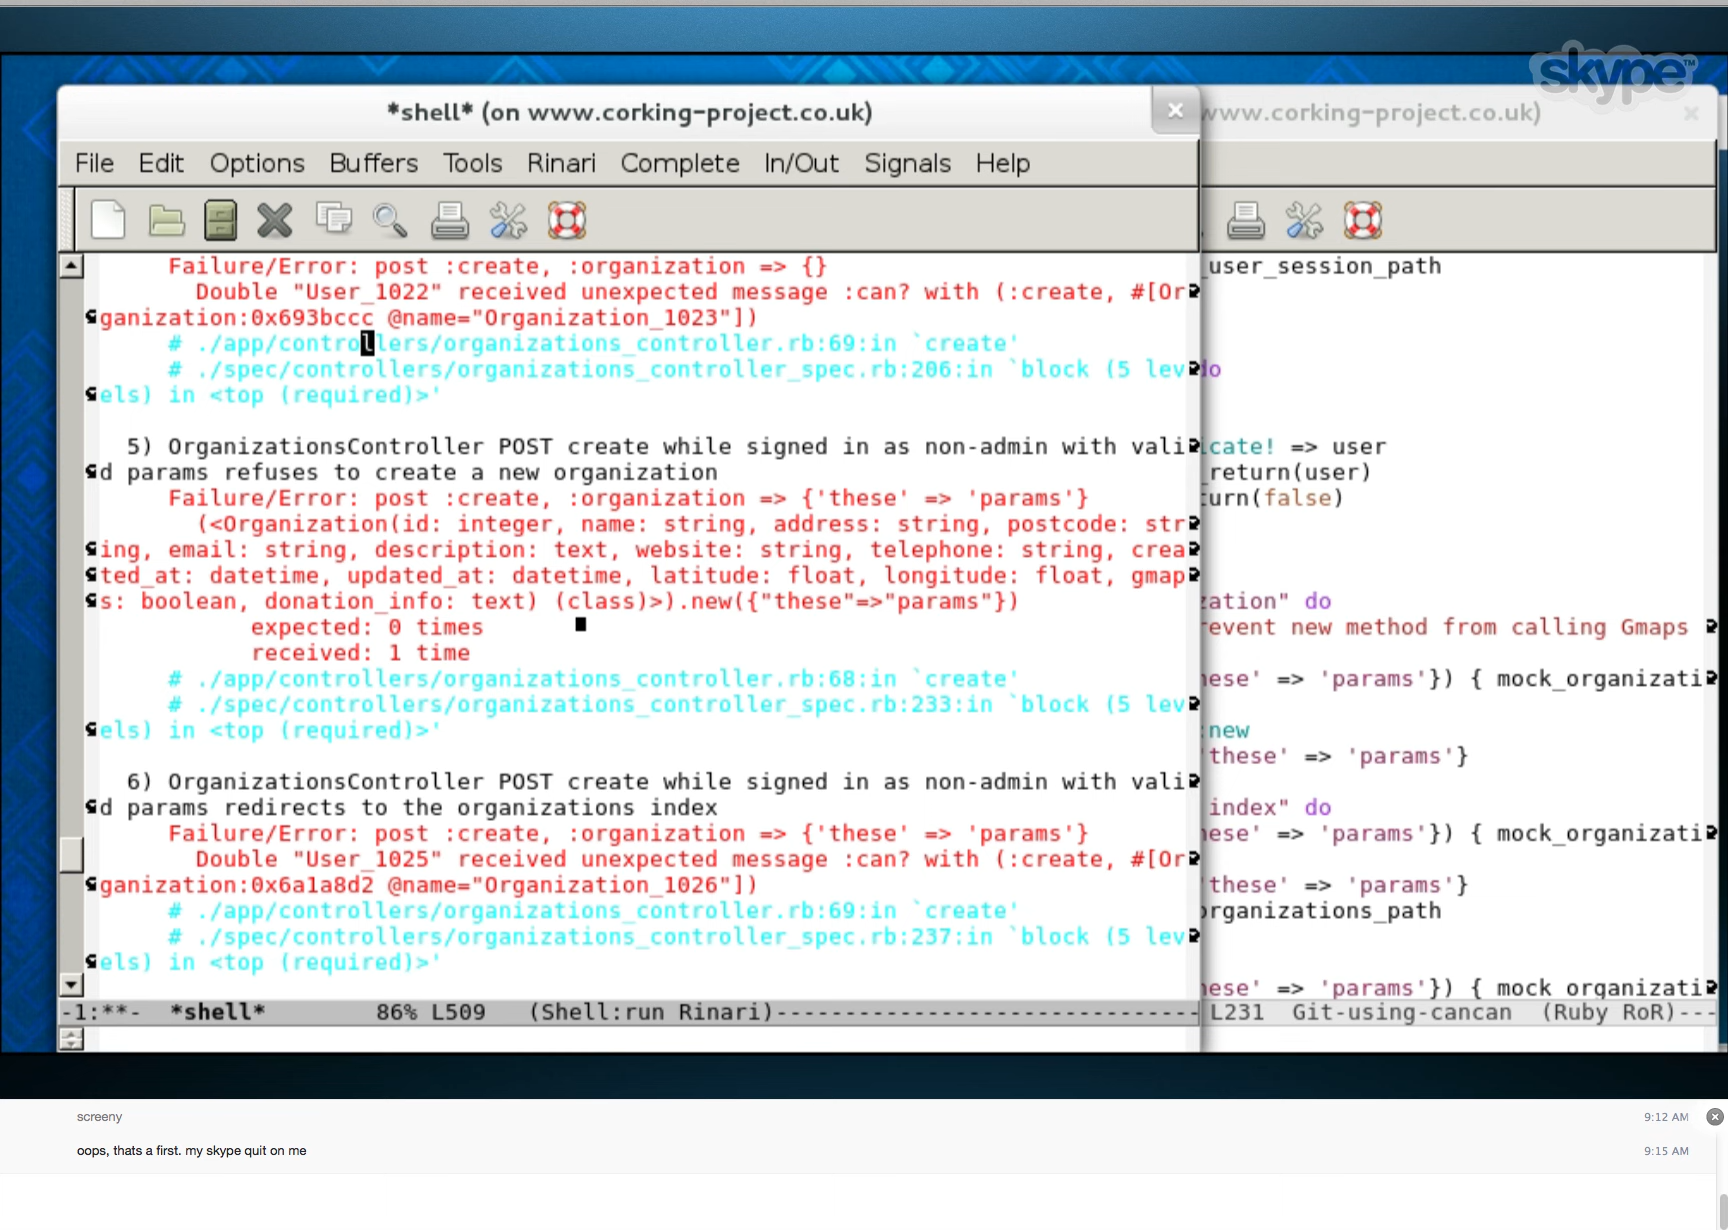 skype™
*shell* (on www.corking-project.co.uk)
www.corking-project.co.uk)
File Edit Options Buffers Tools Rinari Complete In/Out Signals Help
Failure/Error: post :create, :organization => {}
Double "User_1022" received unexpected message :can? with (:create, #[Or
ganization:0x693bccc @name="Organization_1023"])
# ./app/controllers/organizations_controller.rb:69:in `create'
# ./spec/controllers/organizations_controller_spec.rb:206:in `block (5 lev
els) in <top (required)>'
5) OrganizationsController POST create while signed in as non-admin with vali
d params refuses to create a new organization
Failure/Error: post :create, :organization => {'these' => 'params'}
(<Organization(id: integer, name: string, address: string, postcode: str
ing, email: string, description: text, website: string, telephone: string, crea
ted_at: datetime, updated_at: datetime, latitude: float, longitude: float, gmap
s: boolean, donation_info: text) (class)>).new({"these"=>"params"})
expected: 0 times
received: 1 time
# ./app/controllers/organizations_controller.rb:68:in `create'
# ./spec/controllers/organizations_controller_spec.rb:233:in `block (5 lev
els) in <top (required)>'
6) OrganizationsController POST create while signed in as non-admin with vali
d params redirects to the organizations index
Failure/Error: post :create, :organization => {'these' => 'params'}
Double "User_1025" received unexpected message :can? with (:create, #[Or
ganization:0x6a1a8d2 @name="Organization_1026"])
# ./app/controllers/organizations_controller.rb:69:in `create'
# ./spec/controllers/organizations_controller_spec.rb:237:in `block (5 lev
els) in <top (required)>'
-1:**- *shell* 86% L509 (Shell:run Rinari)--------------------------------
_user_session_path
do
cate! => user
_return(user)
turn(false)
zation" do
revent new method from calling Gmaps
hese' => 'params'}) { mock_organizati
:new
'these' => 'params'}
index" do
hese' => 'params'}) { mock_organizati
'these' => 'params'}
organizations_path
hese' => 'params'}) { mock_organizati
L231 Git-using-cancan (Ruby RoR)---
screeny 9:12 AM
oops, thats a first. my skype quit on me 9:15 AM